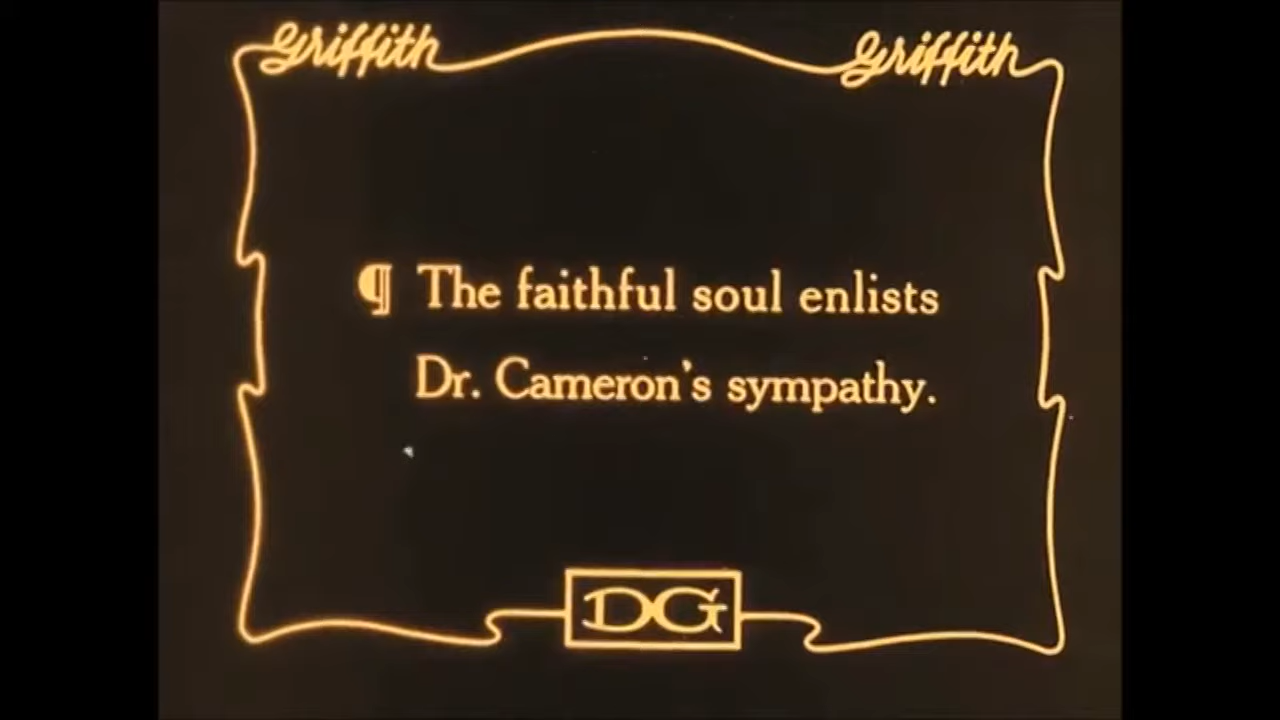 Griffith Griffith
¶ The faithful soul enlists
Dr. Cameron's sympathy.
DG